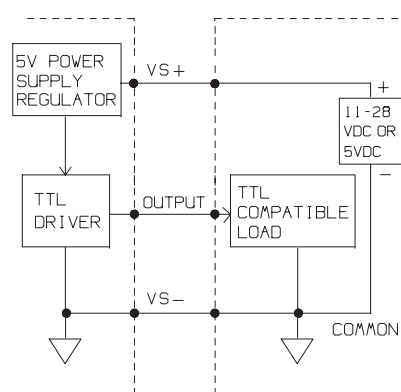 5V POWER
SUPPLY
REGULATOR
VS+
+
11-28
VDC OR
5VDC
−
TTL
DRIVER
OUTPUT
TTL
COMPATIBLE
LOAD
VS−
COMMON